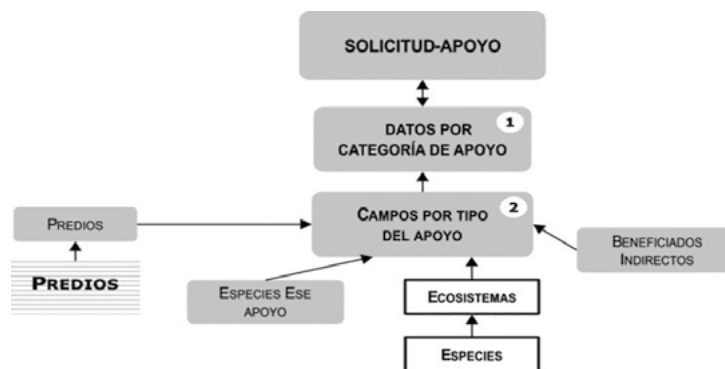 SOLICITUD-APOYO
1
DATOS POR
CATEGORÍA DE APOYO
2
CAMPOS POR TIPO
DEL APOYO
PREDIOS
PREDIOS
ESPECIES ESE
APOYO
ECOSISTEMAS
ESPECIES
BENEFICIADOS
INDIRECTOS